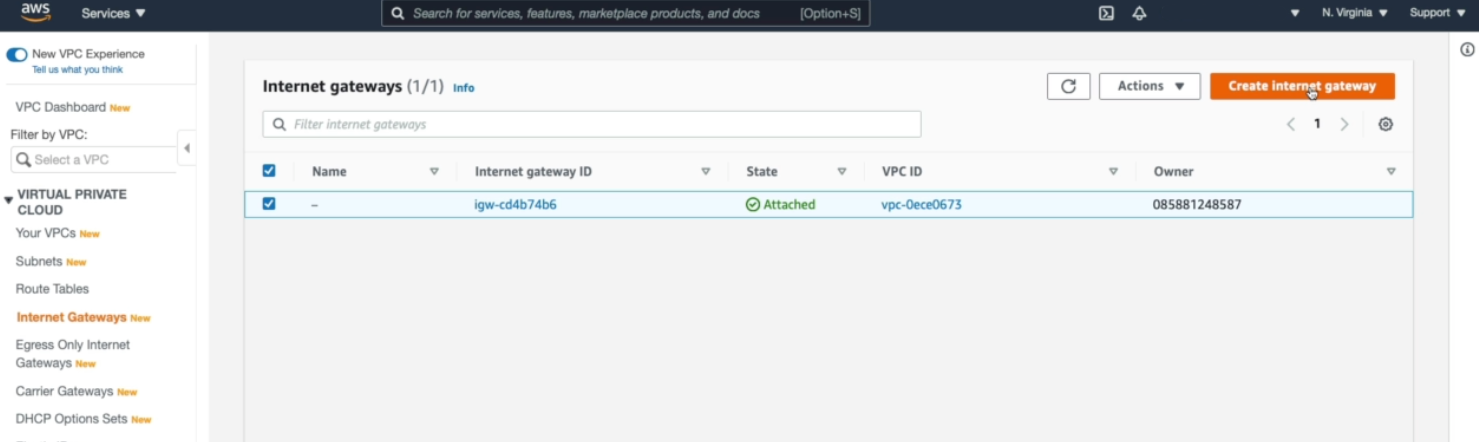 aws Services ▼ Search for services, features, marketplace products, and docs [Option+S] N. Virginia ▼ Support ▼
New VPC Experience
Tell us what you think
VPC Dashboard New
Filter by VPC:
Select a VPC
VIRTUAL PRIVATE
CLOUD
Your VPCs New
Subnets New
Route Tables
Internet Gateways New
Egress Only Internet
Gateways New
Carrier Gateways New
DHCP Options Sets New
Internet gateways (1/1) Info
Actions ▼ Create internet gateway
Filter internet gateways
1
Name Internet gateway ID State VPC ID Owner
– igw-cd4b74b6 Attached vpc-0ece0673 085881248587